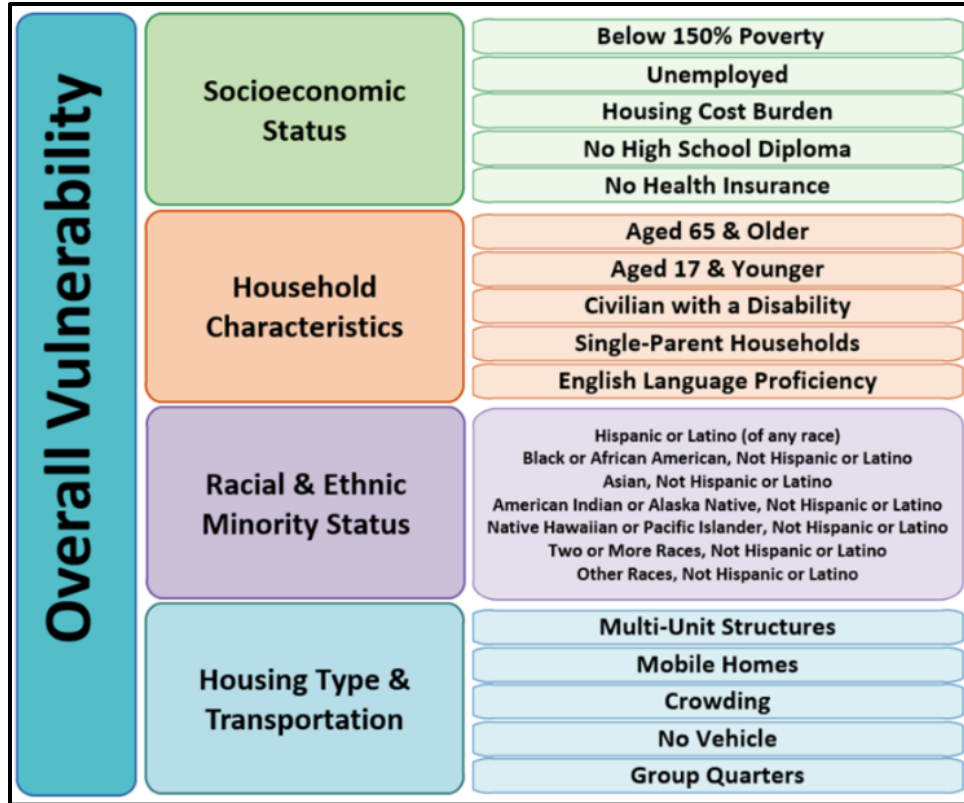 Overall Vulnerability
Socioeconomic
Status
Below 150% Poverty
Unemployed
Housing Cost Burden
No High School Diploma
No Health Insurance
Household
Characteristics
Aged 65 & Older
Aged 17 & Younger
Civilian with a Disability
Single-Parent Households
English Language Proficiency
Racial & Ethnic
Minority Status
Hispanic or Latino (of any race)
Black or African American, Not Hispanic or Latino
Asian, Not Hispanic or Latino
American Indian or Alaska Native, Not Hispanic or Latino
Native Hawaiian or Pacific Islander, Not Hispanic or Latino
Two or More Races, Not Hispanic or Latino
Other Races, Not Hispanic or Latino
Housing Type &
Transportation
Multi-Unit Structures
Mobile Homes
Crowding
No Vehicle
Group Quarters